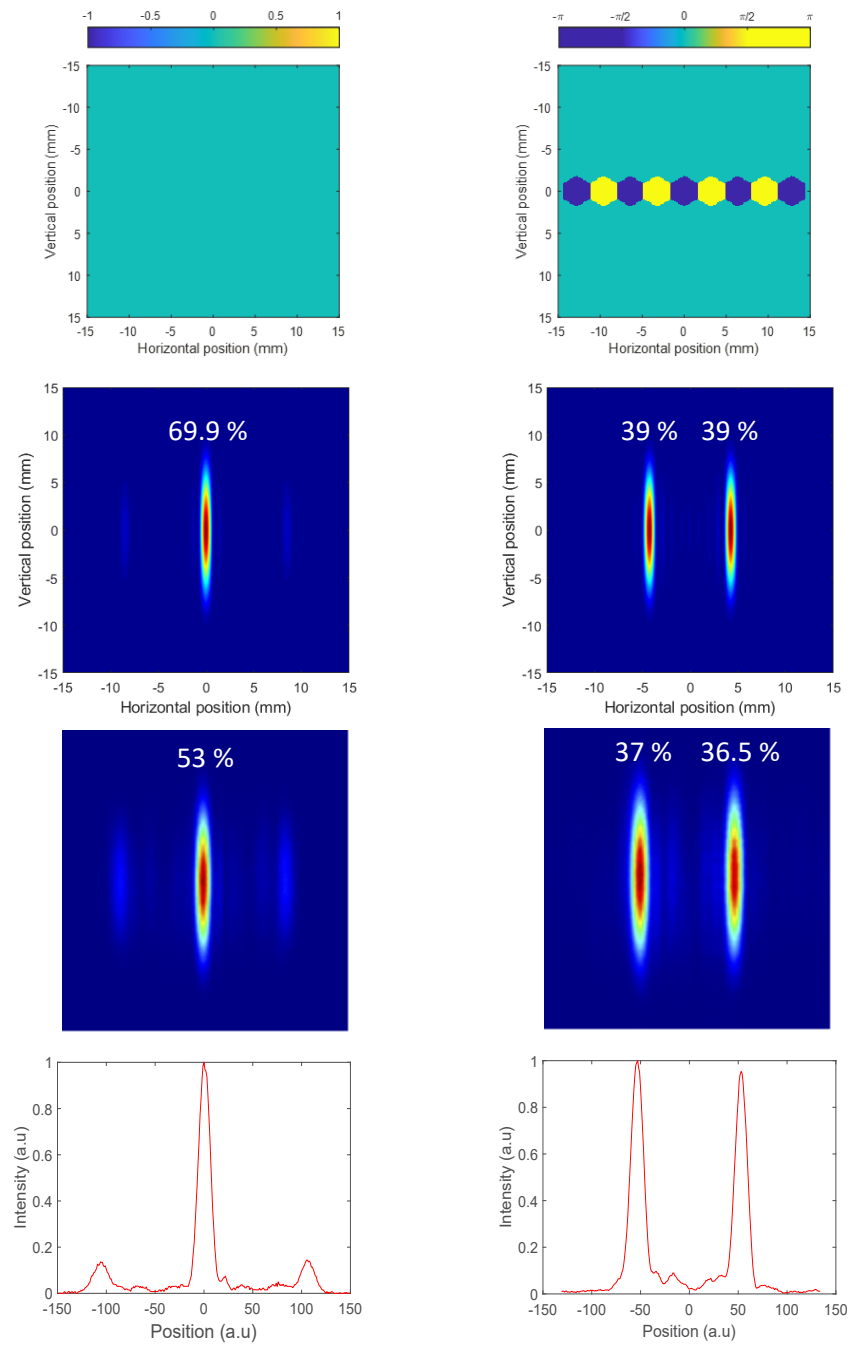 -1 -0.5 0 0.5 1
-π -π/2 0 π/2 π
-15
-10
-5
0
5
10
15
Vertical position (mm)
-15 -10 -5 0 5 10 15
Horizontal position (mm)
-15
-10
-5
0
5
10
15
Vertical position (mm)
-15 -10 -5 0 5 10 15
Horizontal position (mm)
69.9 %
15
10
5
0
-5
-10
-15
Vertical position (mm)
-15 -10 -5 0 5 10 15
Horizontal position (mm)
39 % 39 %
15
10
5
0
-5
-10
-15
Vertical position (mm)
-15 -10 -5 0 5 10 15
Horizontal position (mm)
53 %
37 % 36.5 %
1
0.8
0.6
0.4
0.2
0
Intensity (a.u)
-150 -100 -50 0 50 100 150
Position (a.u)
1
0.8
0.6
0.4
0.2
0
Intensity (a.u)
-150 -100 -50 0 50 100 150
Position (a.u)